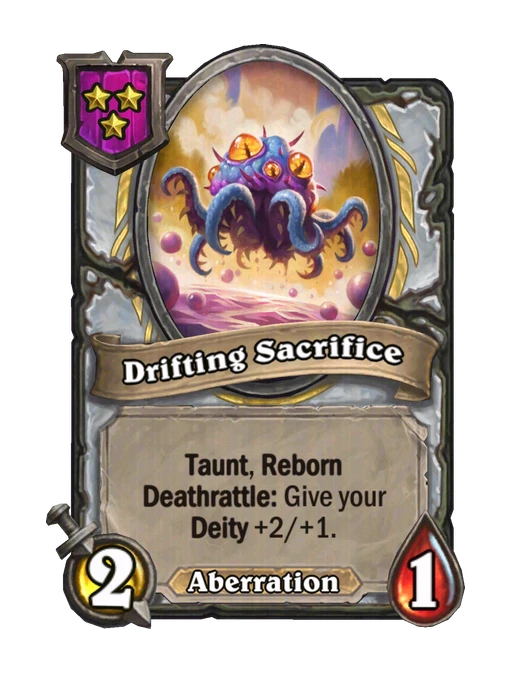 Drifting Sacrifice
Taunt, Reborn
Deathrattle: Give your
Deity +2/+1.
2
Aberration
1